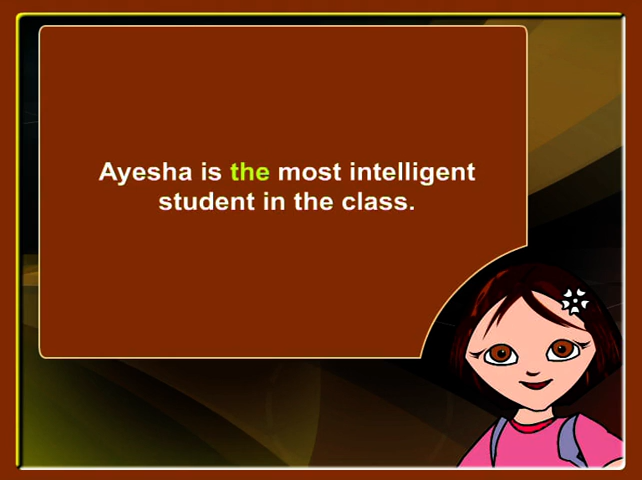 Ayesha is the most intelligent
student in the class.